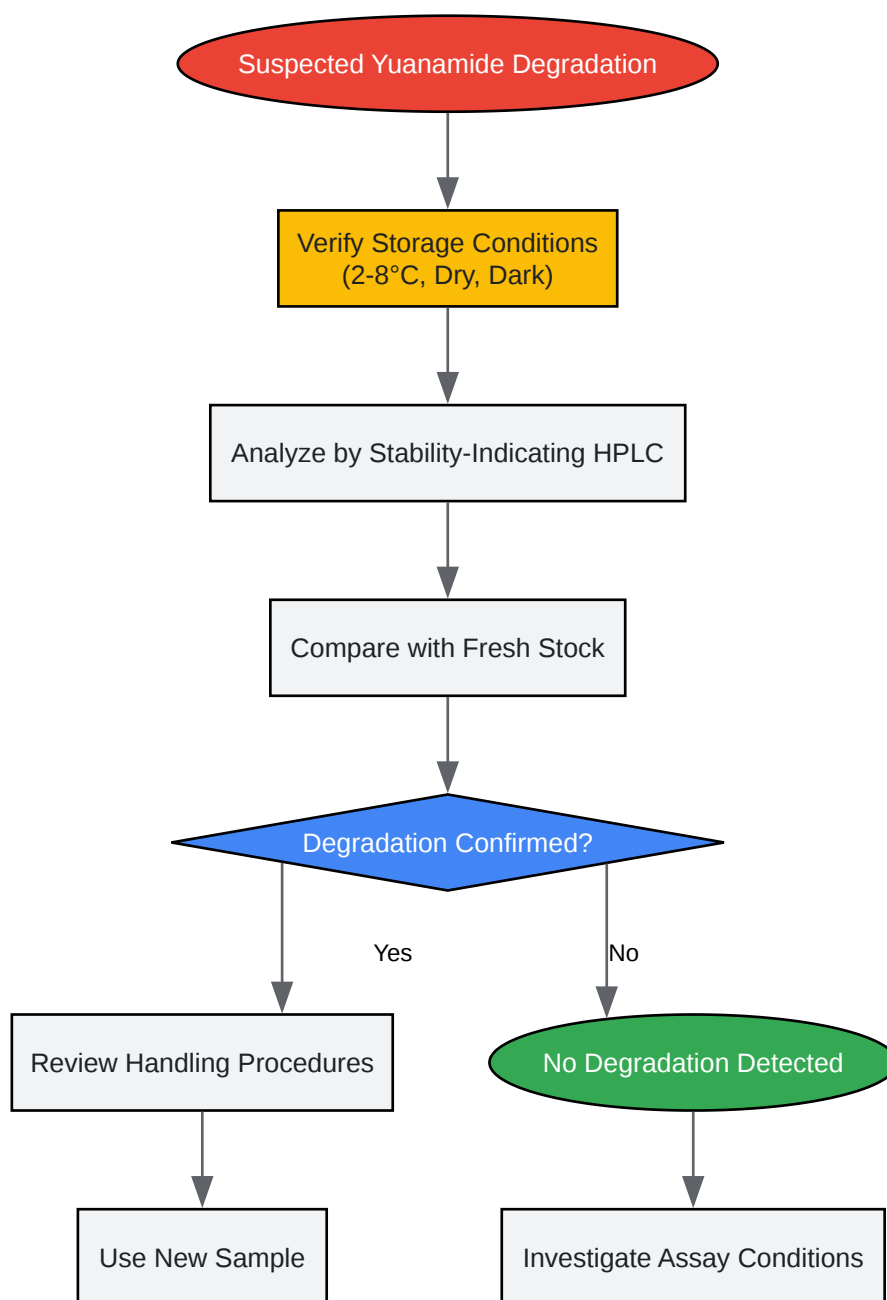 Suspected Yuanamide Degradation
Verify Storage Conditions
(2-8°C, Dry, Dark)
Analyze by Stability-Indicating HPLC
Compare with Fresh Stock
Degradation Confirmed?
Yes
No
Review Handling Procedures
No Degradation Detected
Use New Sample
Investigate Assay Conditions